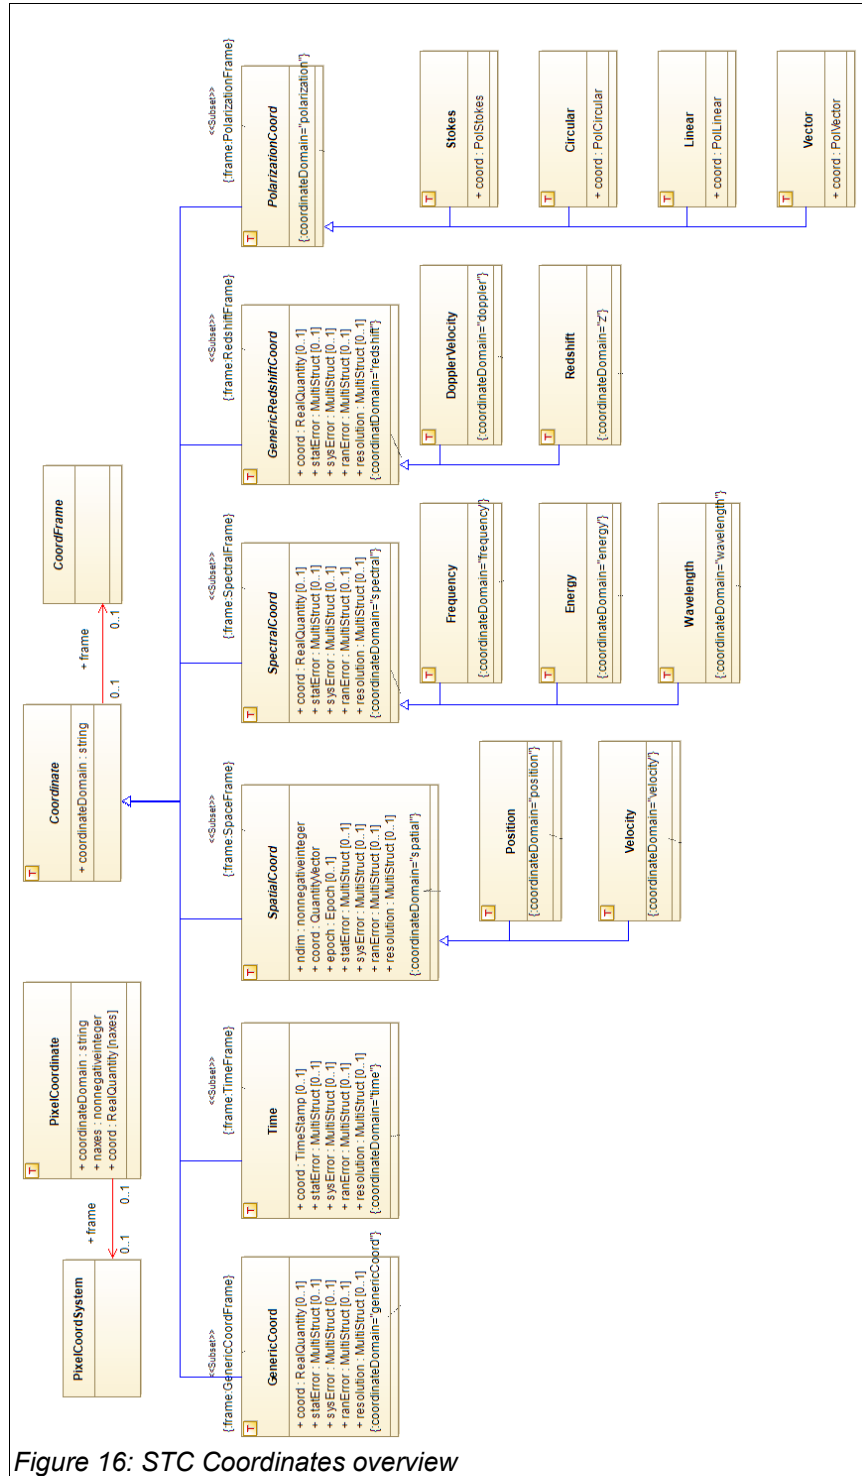 PixelCoordSystem
+ frame
0..1
0..1
T
PixelCoordinate
+ coordinateDomain : string
+ naxes : nonnegativeinteger
+ coord : RealQuantity [naxes]
T
Coordinate
+ coordinateDomain : string
+ frame
0..1
0..1
CoordFrame
<<Subset>>
{:frame:GenericCoordFrame}
T
GenericCoord
+ coord : RealQuantity [0..1]
+ statError : MultiStruct [0..1]
+ sysError : MultiStruct [0..1]
+ ranError : MultiStruct [0..1]
+ resolution : MultiStruct [0..1]
{:coordinateDomain="genericCoord"}
<<Subset>>
{:frame:TimeFrame}
T
Time
+ coord : TimeStamp [0..1]
+ statError : MultiStruct [0..1]
+ sysError : MultiStruct [0..1]
+ ranError : MultiStruct [0..1]
+ resolution : MultiStruct [0..1]
{:coordinateDomain="time"}
<<Subset>>
{:frame:SpaceFrame}
T
SpatialCoord
+ ndim : nonnegativeinteger
+ coord : QuantityVector
+ epoch : Epoch [0..1]
+ statError : MultiStruct [0..1]
+ sysError : MultiStruct [0..1]
+ ranError : MultiStruct [0..1]
+ resolution : MultiStruct [0..1]
{:coordinateDomain="spatial"}
T
Position
{:coordinateDomain="position"}
T
Velocity
{:coordinateDomain="velocity"}
<<Subset>>
{:frame:SpectralFrame}
T
SpectralCoord
+ coord : RealQuantity [0..1]
+ statError : MultiStruct [0..1]
+ sysError : MultiStruct [0..1]
+ ranError : MultiStruct [0..1]
+ resolution : MultiStruct [0..1]
{:coordinateDomain="spectral"}
T
Frequency
{:coordinateDomain="frequency"}
T
Energy
{:coordinateDomain="energy"}
T
Wavelength
{:coordinateDomain="wavelength"}
<<Subset>>
{:frame:RedshiftFrame}
T
GenericRedshiftCoord
+ coord : RealQuantity [0..1]
+ statError : MultiStruct [0..1]
+ sysError : MultiStruct [0..1]
+ ranError : MultiStruct [0..1]
+ resolution : MultiStruct [0..1]
{:coordinatDomain="redshift"}
T
DopplerVelocity
{:coordinateDomain="doppler"}
T
Redshift
{:coordinateDomain="z"}
<<Subset>>
{:frame:PolarizationFrame}
T
PolarizationCoord
{:coordinateDomain="polarization"}
T
Stokes
+ coord : PolStokes
T
Circular
+ coord : PolCircular
T
Linear
+ coord : PolLinear
T
Vector
+ coord : PolVector
Figure 16: STC Coordinates overview